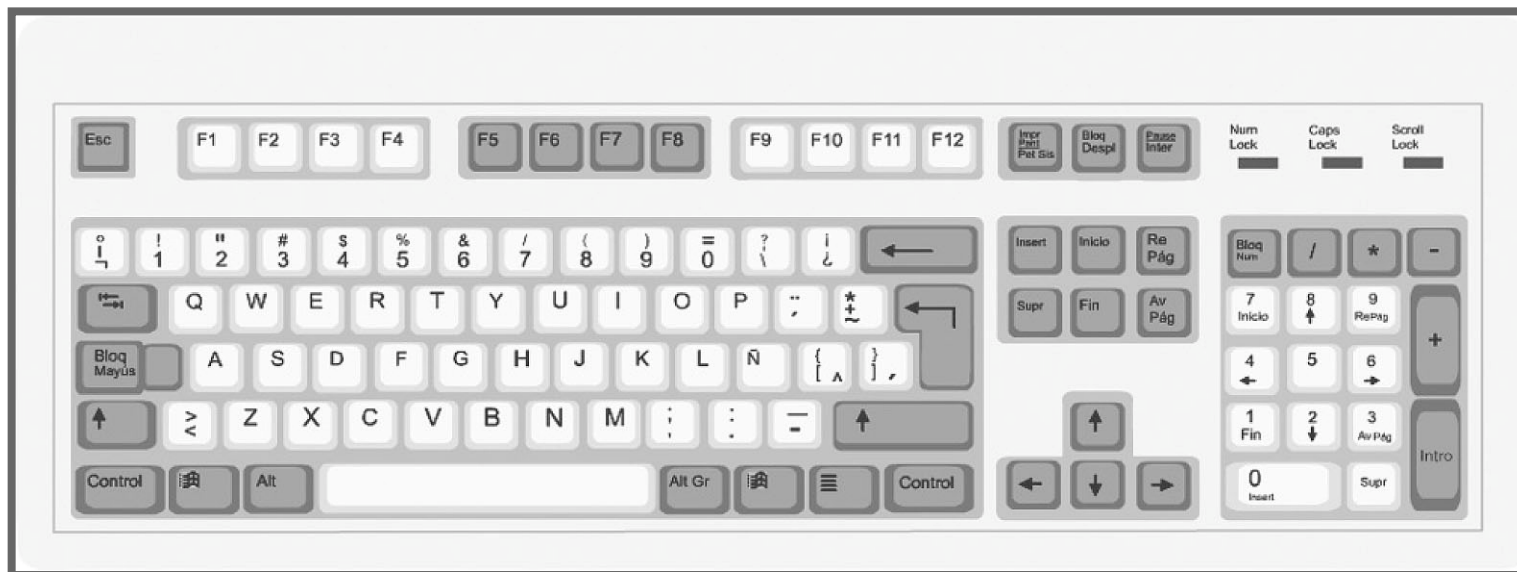 Esc F1 F2 F3 F4 F5 F6 F7 F8 F9 F10 F11 F12 Impr Pant Pet Sis Bloq Despl Pause Inter Num Lock Caps Lock Scroll Lock
° ! " # $ % & / ( ) = ? ¡
¬ 1 2 3 4 5 6 7 8 9 0 ' \ ¿ Insert Inicio Re Pág Bloq Num / * -
Q W E R T Y U I O P ¨ ´ * + ~ Supr Fin Av Pág 7 Inicio 8 9 RePág +
Bloq Mayús A S D F G H J K L Ñ { [ ^ } ] 4 5 6
> < Z X C V B N M ; , : . _ - 1 Fin 2 3 Av Pág Intro
Control Alt Alt Gr Control 0 Insert Supr